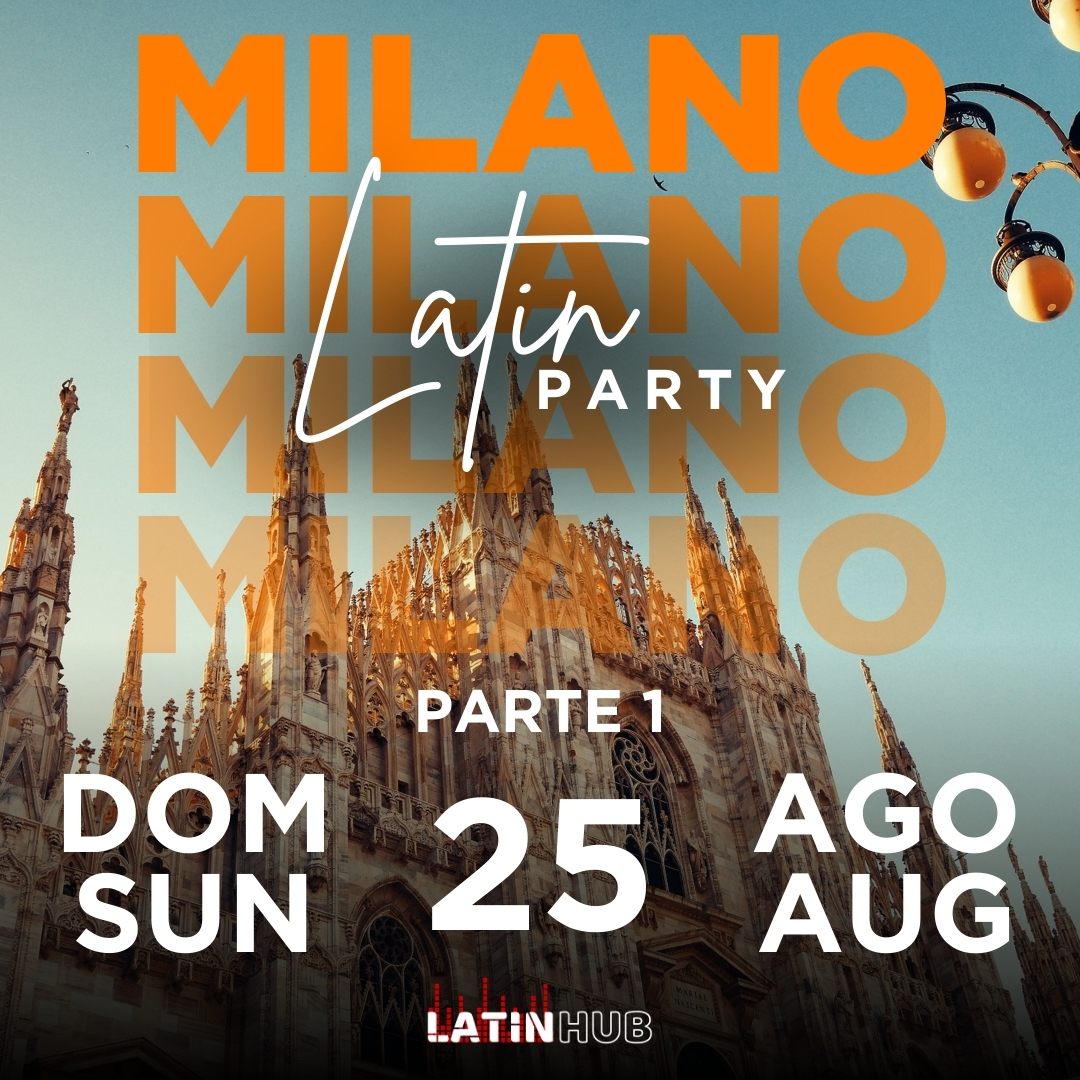 MILANO
MILANO
MILANO
MILANO
Latin
PARTY
PARTE 1
DOM 25 AGO
SUN AUG
LATINHUB